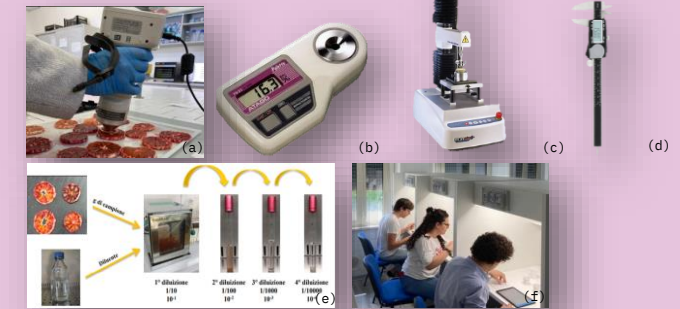 (a)
16.3
%
ATAGO
(b)
(c)
(d)
g di campione
Diluente
1° diluizione
1/10
10⁻¹
2° diluizione
1/100
10⁻²
3° diluizione
1/1000
10⁻³
4° diluizione
1/10000
10
(e)
(f)